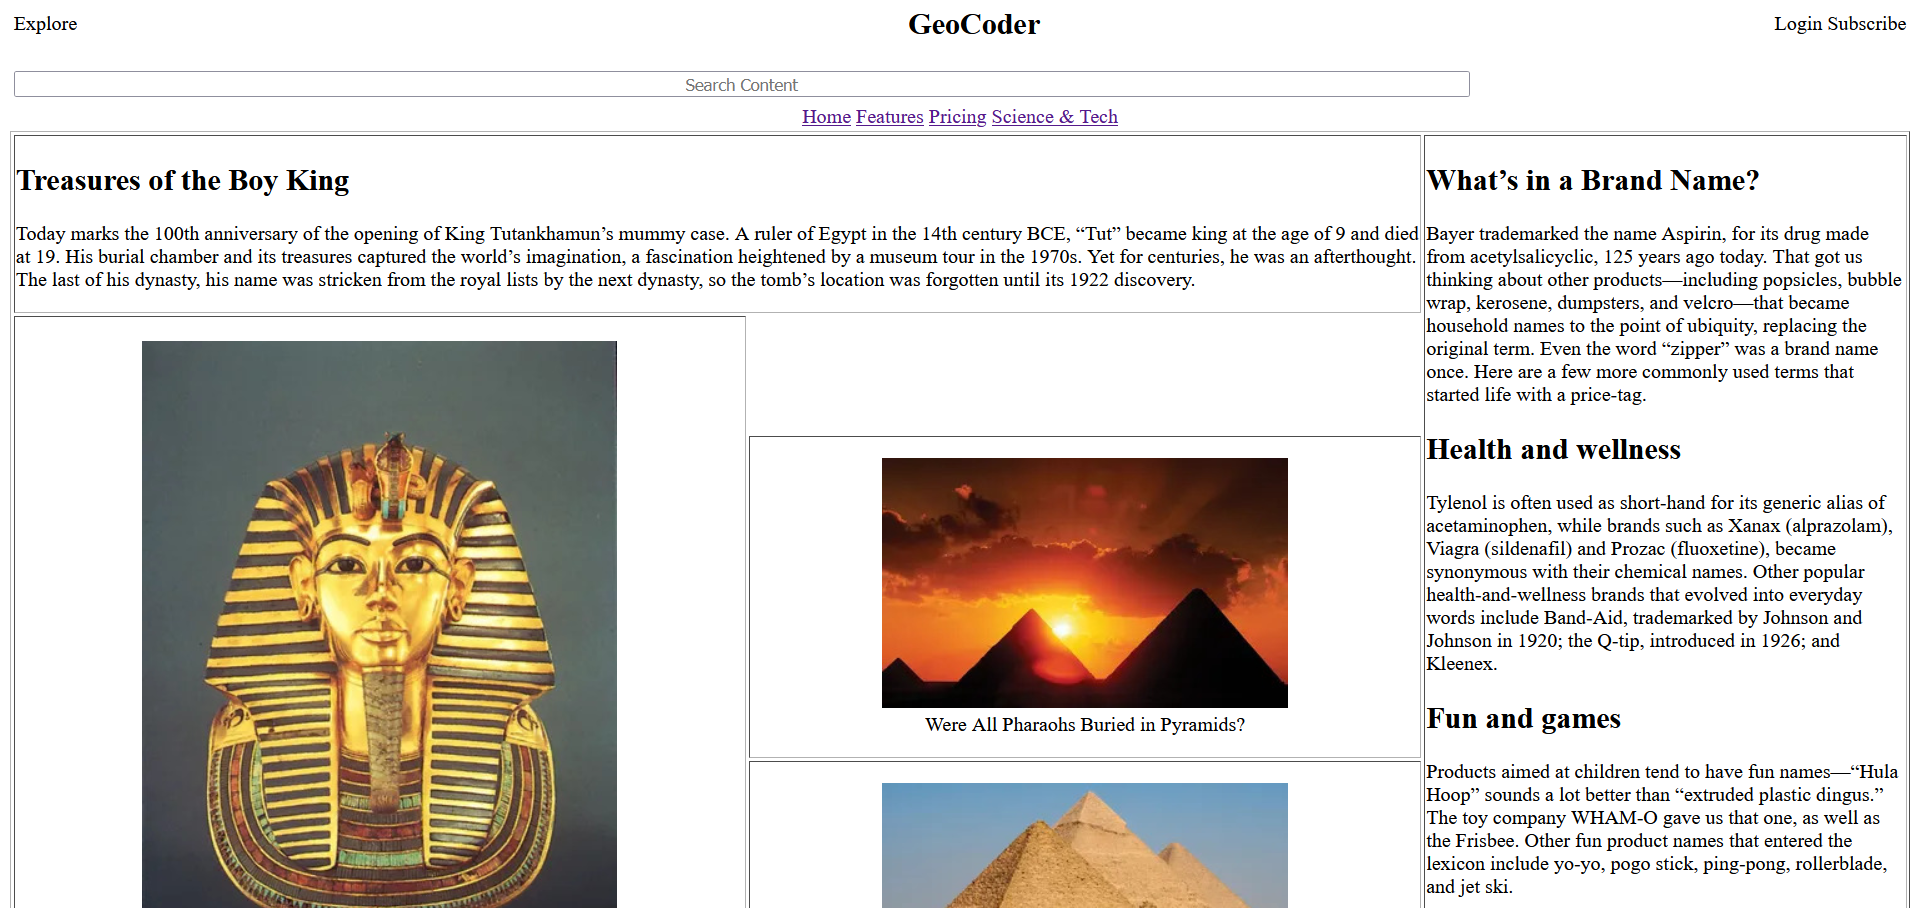 Explore
GeoCoder
Login Subscribe
Search Content
Home Features Pricing Science & Tech
Treasures of the Boy King
Today marks the 100th anniversary of the opening of King Tutankhamun’s mummy case. A ruler of Egypt in the 14th century BCE, “Tut” became king at the age of 9 and died
at 19. His burial chamber and its treasures captured the world’s imagination, a fascination heightened by a museum tour in the 1970s. Yet for centuries, he was an afterthought.
The last of his dynasty, his name was stricken from the royal lists by the next dynasty, so the tomb’s location was forgotten until its 1922 discovery.
Were All Pharaohs Buried in Pyramids?
What’s in a Brand Name?
Bayer trademarked the name Aspirin, for its drug made
from acetylsalicyclic, 125 years ago today. That got us
thinking about other products—including popsicles, bubble
wrap, kerosene, dumpsters, and velcro—that became
household names to the point of ubiquity, replacing the
original term. Even the word “zipper” was a brand name
once. Here are a few more commonly used terms that
started life with a price-tag.
Health and wellness
Tylenol is often used as short-hand for its generic alias of
acetaminophen, while brands such as Xanax (alprazolam),
Viagra (sildenafil) and Prozac (fluoxetine), became
synonymous with their chemical names. Other popular
health-and-wellness brands that evolved into everyday
words include Band-Aid, trademarked by Johnson and
Johnson in 1920; the Q-tip, introduced in 1926; and
Kleenex.
Fun and games
Products aimed at children tend to have fun names—“Hula
Hoop” sounds a lot better than “extruded plastic dingus.”
The toy company WHAM-O gave us that one, as well as
the Frisbee. Other fun product names that entered the
lexicon include yo-yo, pogo stick, ping-pong, rollerblade,
and jet ski.